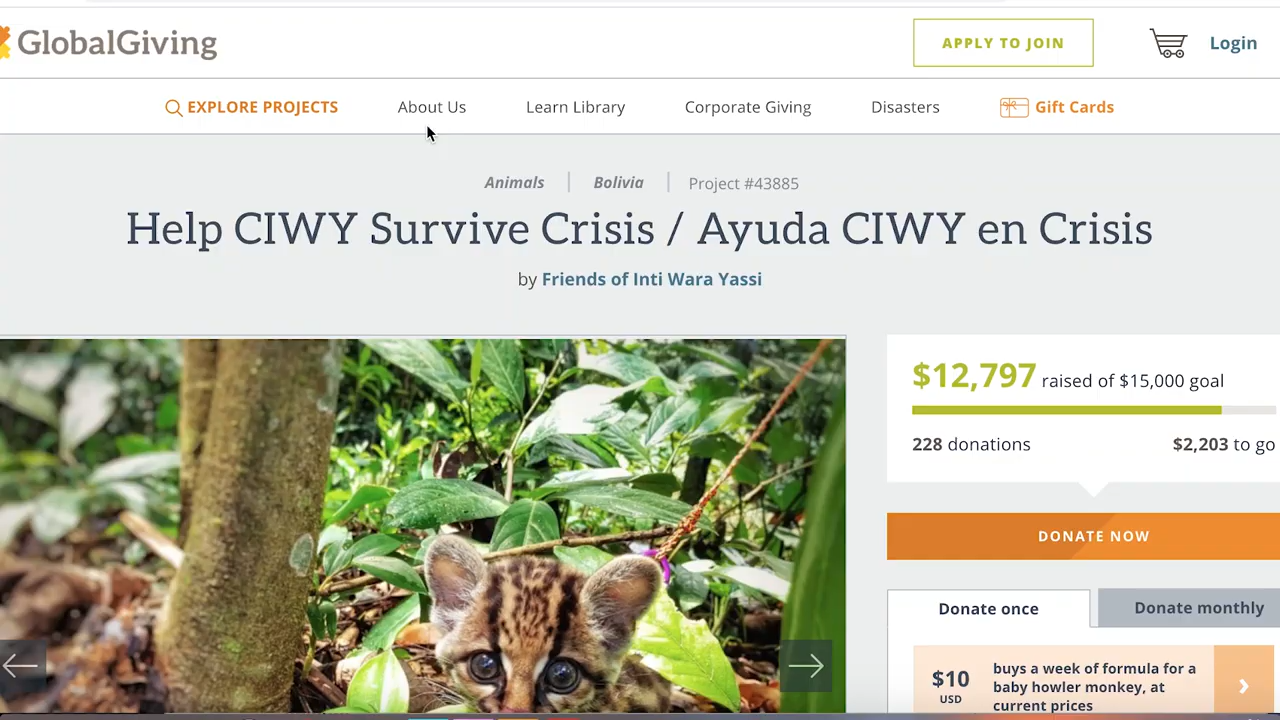 GlobalGiving
APPLY TO JOIN
Login
EXPLORE PROJECTS
About Us
Learn Library
Corporate Giving
Disasters
Gift Cards
Animals | Bolivia | Project #43885
Help CIWY Survive Crisis / Ayuda CIWY en Crisis
by Friends of Inti Wara Yassi
$12,797 raised of $15,000 goal
228 donations
$2,203 to go
DONATE NOW
Donate once
Donate monthly
$10
USD
buys a week of formula for a
baby howler monkey, at
current prices